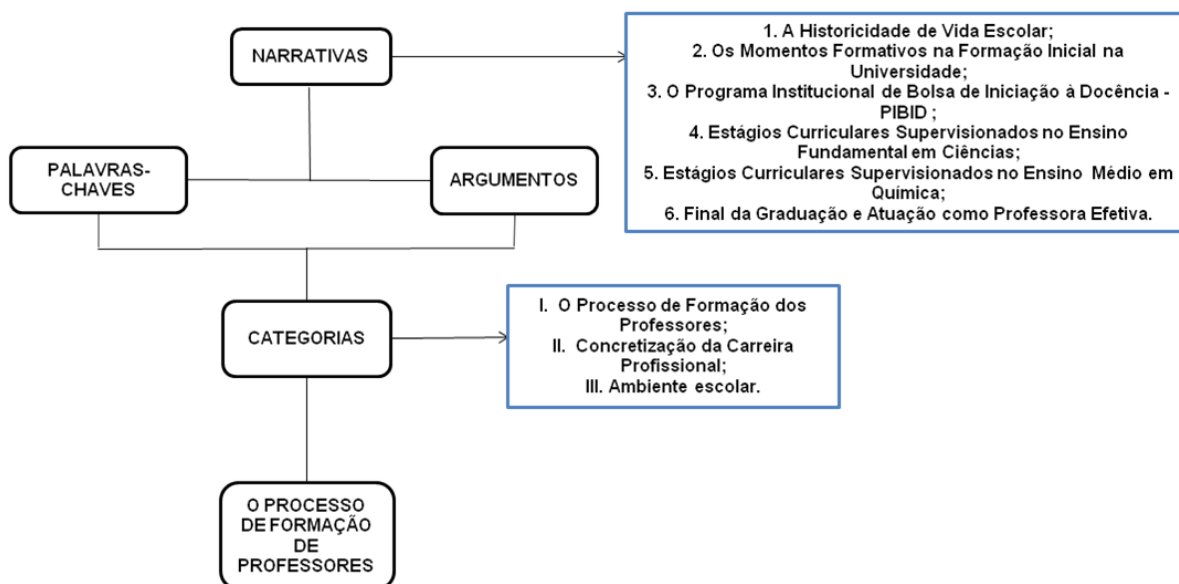 NARRATIVAS
1. A Historicidade de Vida Escolar;
2. Os Momentos Formativos na Formação Inicial na
Universidade;
3. O Programa Institucional de Bolsa de Iniciação à Docência -
PIBID ;
4. Estágios Curriculares Supervisionados no Ensino
Fundamental em Ciências;
5. Estágios Curriculares Supervisionados no Ensino Médio em
Química;
6. Final da Graduação e Atuação como Professora Efetiva.
PALAVRAS-
CHAVES
ARGUMENTOS
CATEGORIAS
I. O Processo de Formação dos
Professores;
II. Concretização da Carreira
Profissional;
III. Ambiente escolar.
O PROCESSO
DE FORMAÇÃO
DE
PROFESSORES